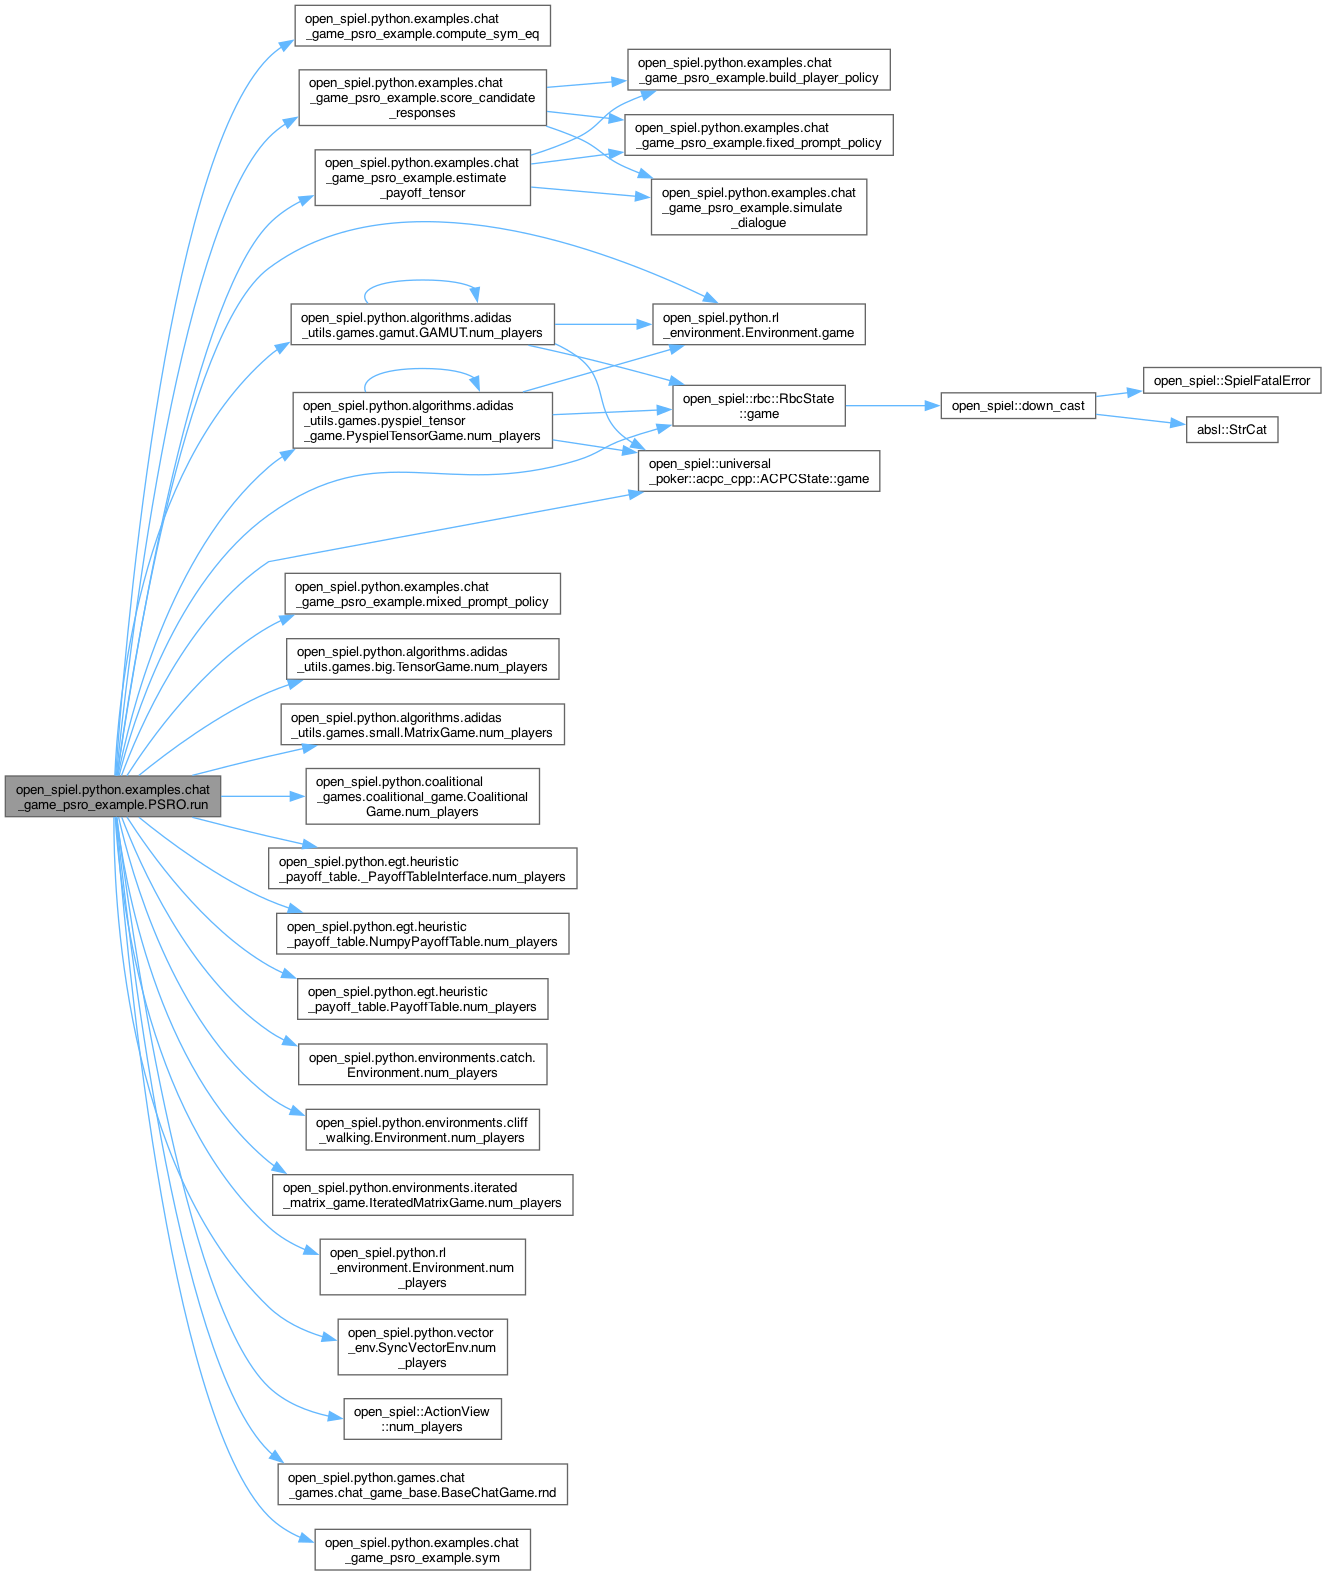 open_spiel.python.examples.chat
_game_psro_example.compute_sym_eq
open_spiel.python.examples.chat
_game_psro_example.score_candidate
_responses
open_spiel.python.examples.chat
_game_psro_example.build_player_policy
open_spiel.python.examples.chat
_game_psro_example.fixed_prompt_policy
open_spiel.python.examples.chat
_game_psro_example.estimate
_payoff_tensor
open_spiel.python.examples.chat
_game_psro_example.simulate
_dialogue
open_spiel.python.algorithms.adidas
_utils.games.gamut.GAMUT.num_players
open_spiel.python.rl
_environment.Environment.game
open_spiel.python.algorithms.adidas
_utils.games.pyspiel_tensor
_game.PyspielTensorGame.num_players
open_spiel::rbc::RbcState
::game
open_spiel::down_cast
open_spiel::SpielFatalError
absl::StrCat
open_spiel::universal
_poker::acpc_cpp::ACPCState::game
open_spiel.python.examples.chat
_game_psro_example.mixed_prompt_policy
open_spiel.python.algorithms.adidas
_utils.games.big.TensorGame.num_players
open_spiel.python.algorithms.adidas
_utils.games.small.MatrixGame.num_players
open_spiel.python.examples.chat
_game_psro_example.PSRO.run
open_spiel.python.coalitional
_games.coalitional_game.Coalitional
Game.num_players
open_spiel.python.egt.heuristic
_payoff_table._PayoffTableInterface.num_players
open_spiel.python.egt.heuristic
_payoff_table.NumpyPayoffTable.num_players
open_spiel.python.egt.heuristic
_payoff_table.PayoffTable.num_players
open_spiel.python.environments.catch.
Environment.num_players
open_spiel.python.environments.cliff
_walking.Environment.num_players
open_spiel.python.environments.iterated
_matrix_game.IteratedMatrixGame.num_players
open_spiel.python.rl
_environment.Environment.num
_players
open_spiel.python.vector
_env.SyncVectorEnv.num
_players
open_spiel::ActionView
::num_players
open_spiel.python.games.chat
_games.chat_game_base.BaseChatGame.rnd
open_spiel.python.examples.chat
_game_psro_example.sym